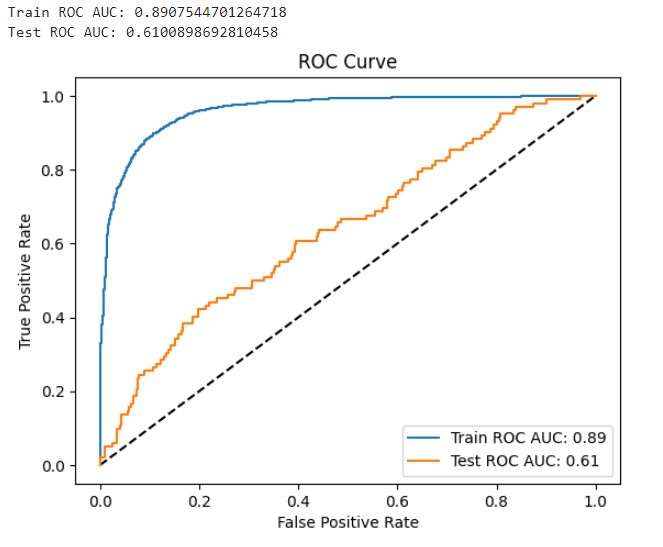 Train ROC AUC: 0.8907544701264718
Test ROC AUC: 0.6100898692810458
ROC Curve
1.0
0.8
0.6
0.4
0.2
0.0
True Positive Rate
Train ROC AUC: 0.89
Test ROC AUC: 0.61
0.0 0.2 0.4 0.6 0.8 1.0
False Positive Rate